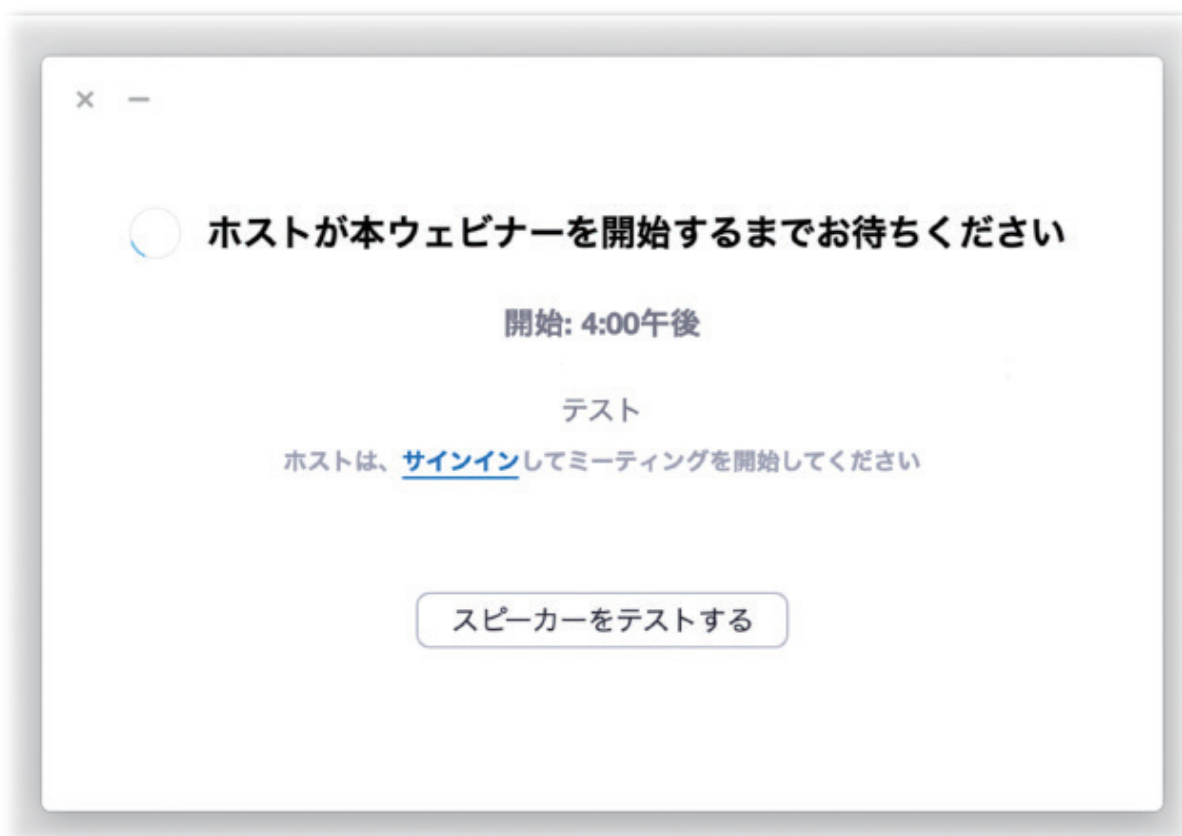 ホストが本ウェビナーを開始するまでお待ちください
開始: 4:00午後
テスト
ホストは、サインインしてミーティングを開始してください
スピーカーをテストする